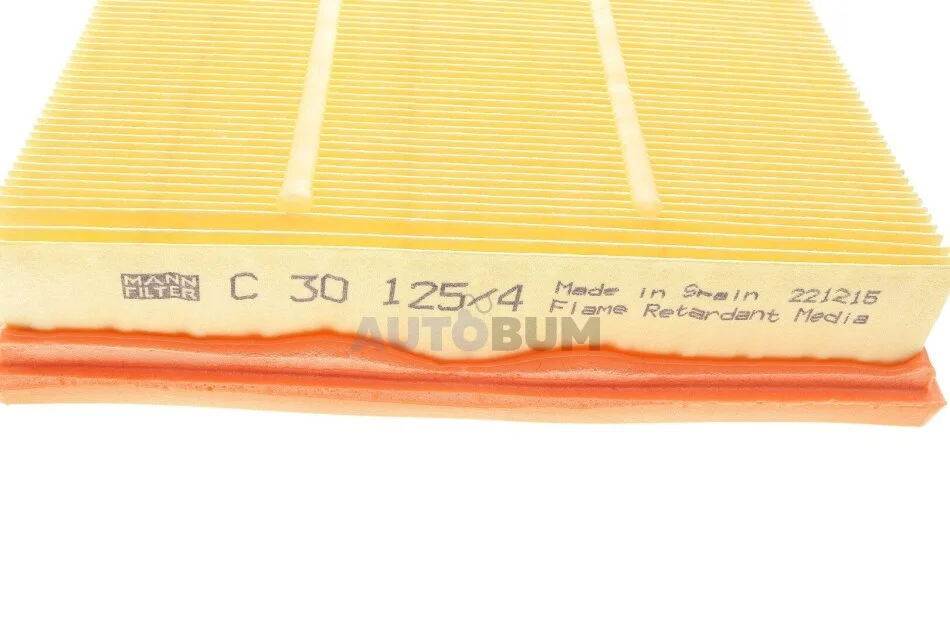 MANN
FILTER
C 30 125/4
Made in Spain 221215
Flame Retardant Media
AUTOBUM